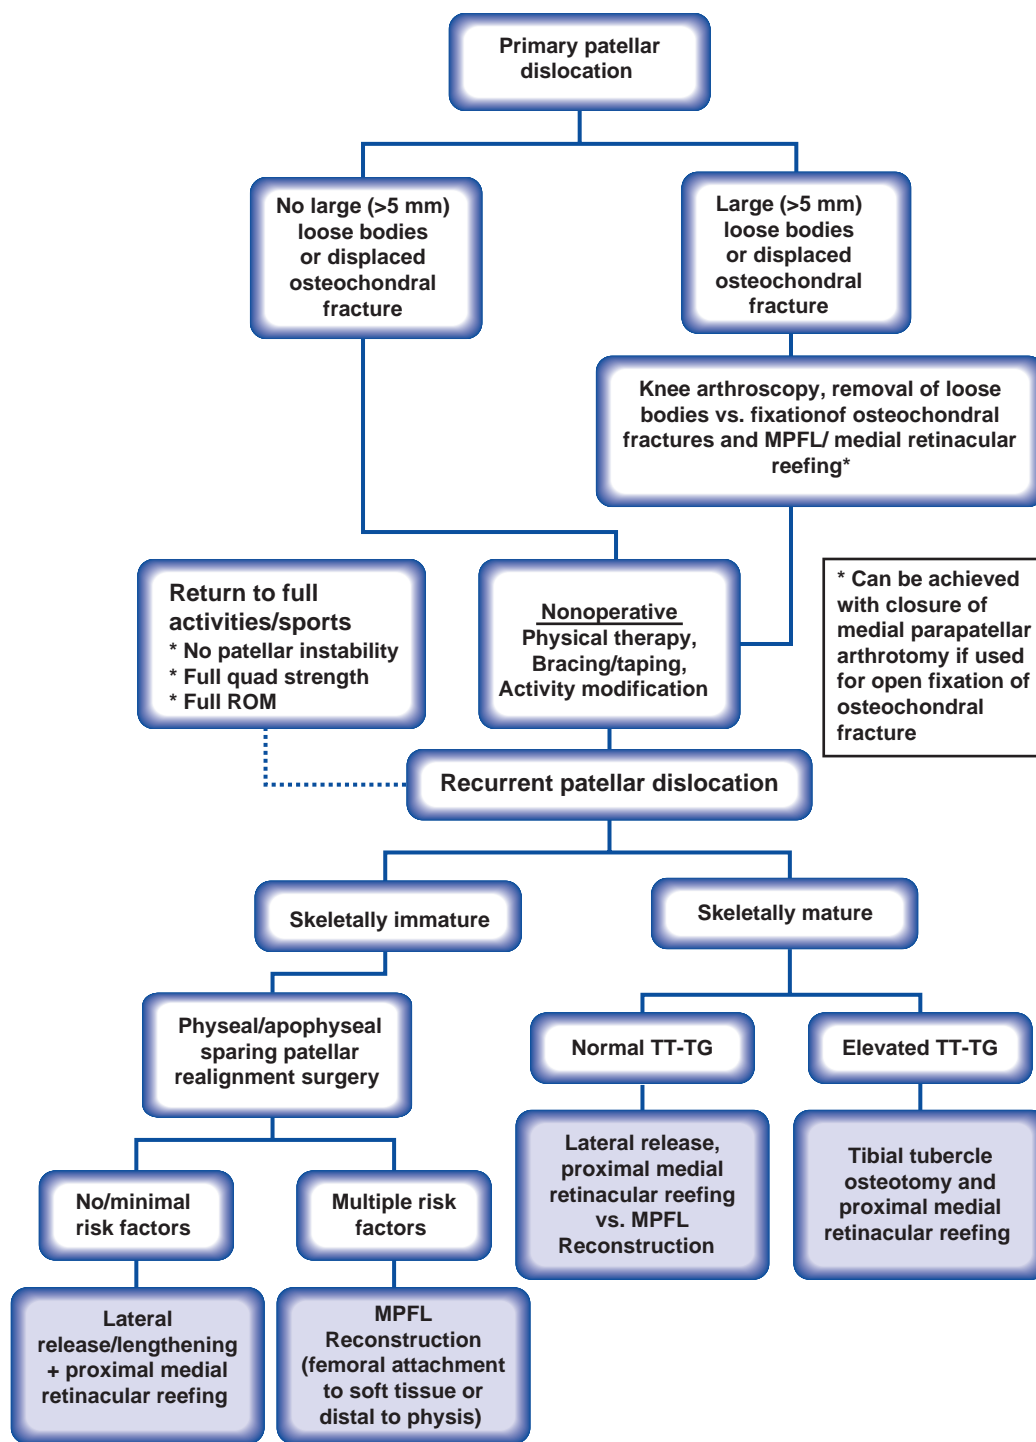 Primary patellar
dislocation
No large (>5 mm)
loose bodies
or displaced
osteochondral
fracture
Large (>5 mm)
loose bodies
or displaced
osteochondral
fracture
Knee arthroscopy, removal of loose
bodies vs. fixationof osteochondral
fractures and MPFL/ medial retinacular
reefing*
Return to full
activities/sports
* No patellar instability
* Full quad strength
* Full ROM
Nonoperative
Physical therapy,
Bracing/taping,
Activity modification
* Can be achieved
with closure of
medial parapatellar
arthrotomy if used
for open fixation of
osteochondral
fracture
Recurrent patellar dislocation
Skeletally immature
Skeletally mature
Physeal/apophyseal
sparing patellar
realignment surgery
Normal TT-TG
Elevated TT-TG
Lateral release,
proximal medial
retinacular reefing
vs. MPFL
Reconstruction
Tibial tubercle
osteotomy and
proximal medial
retinacular reefing
No/minimal
risk factors
Multiple risk
factors
Lateral
release/lengthening
+ proximal medial
retinacular reefing
MPFL
Reconstruction
(femoral attachment
to soft tissue or
distal to physis)